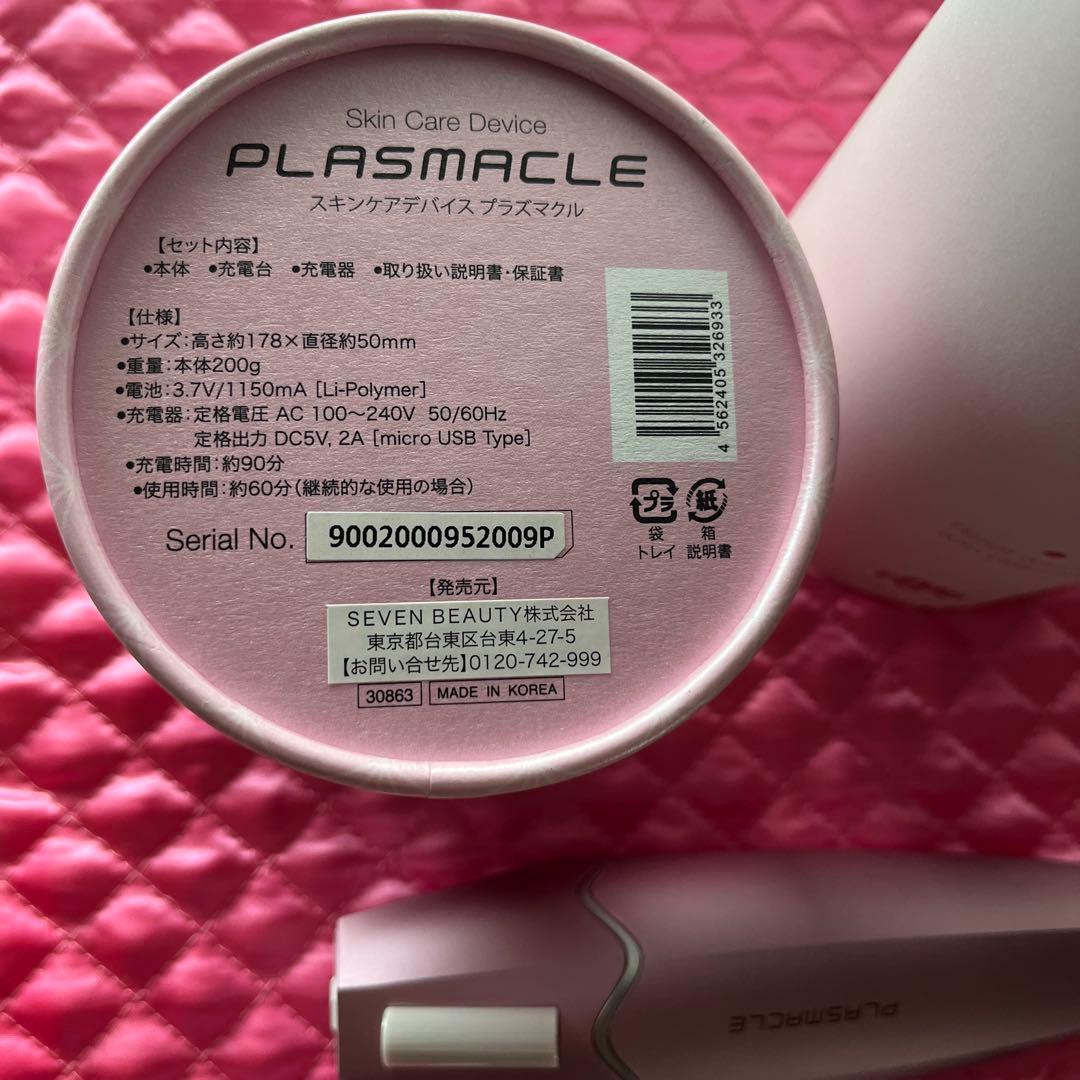 Skin Care Device
PLASMACLE
スキンケアデバイス プラズマクル
【セット内容】
●本体 ●充電台 ●充電器 ●取り扱い説明書・保証書
【仕様】
●サイズ:高さ約178×直径約50mm
●重量:本体200g
●電池:3.7V/1150mA [Li-Polymer]
●充電器:定格電圧 AC 100〜240V 50/60Hz
定格出力 DC5V, 2A [micro USB Type]
●充電時間:約90分
●使用時間:約60分(継続的な使用の場合)
4 562405 326933
プラ 紙
袋 箱
トレイ 説明書
Serial No. 9002000952009P
【発売元】
SEVEN BEAUTY株式会社
東京都台東区台東4-27-5
【お問い合せ先】0120-742-999
30863 MADE IN KOREA
PLASMACLE